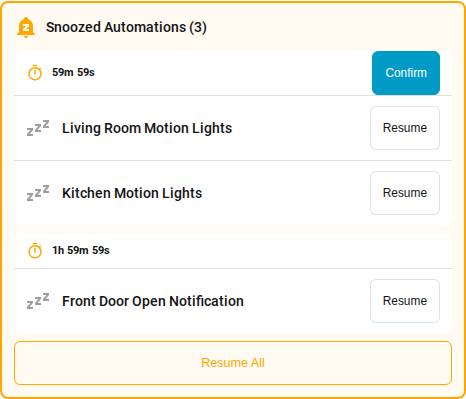 Snoozed Automations (3)
59m 59s
Confirm
zzz Living Room Motion Lights
Resume
zzz Kitchen Motion Lights
Resume
1h 59m 59s
zzz Front Door Open Notification
Resume
Resume All